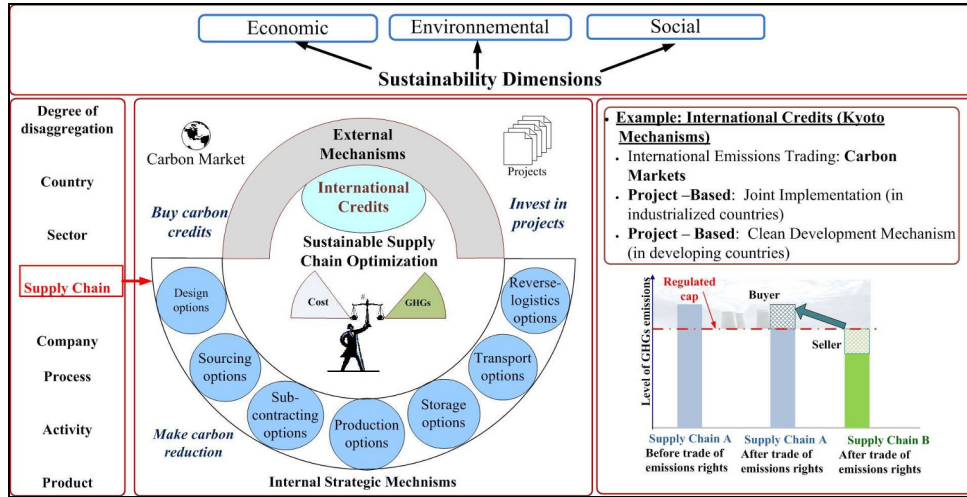 Economic
Environnemental
Social
Sustainability Dimensions
Degree of
disaggregation
Country
Sector
Supply Chain
Company
Process
Activity
Product
Carbon Market
External
Mechanisms
Projects
International
Credits
Buy carbon
credits
Invest in
projects
Sustainable Supply
Chain Optimization
Cost
#
GHGs
Design
options
Sourcing
options
Sub-
contracting
options
Production
options
Storage
options
Transport
options
Reverse-
logistics
options
Make carbon
reduction
Internal Strategic Mechnisms
• Example: International Credits (Kyoto
Mechanisms)
• International Emissions Trading: Carbon
Markets
• Project –Based: Joint Implementation (in
industrialized countries)
• Project – Based: Clean Development Mechanism
(in developing countries)
Level of GHGs emissions
Regulated
cap
Buyer
Seller
Supply Chain A
Before trade of
emissions rights
Supply Chain A
After trade of
emissions rights
Supply Chain B
After trade of
emissions rights